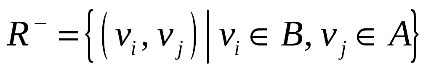 R⁻ = {(vᵢ, vⱼ) | vᵢ ∈ B, vⱼ ∈ A}